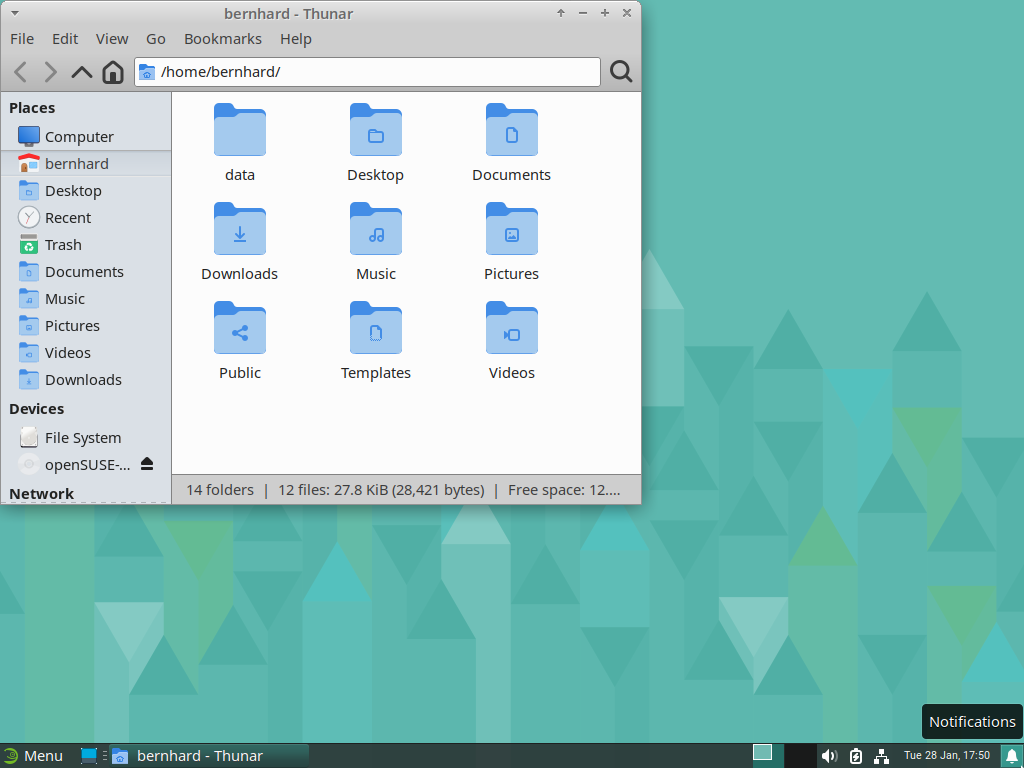 bernhard - Thunar
File Edit View Go Bookmarks Help
/home/bernhard/
Places
Computer
bernhard
Desktop
Recent
Trash
Documents
Music
Pictures
Videos
Downloads
Devices
File System
openSUSE-...
Network
data Desktop Documents
Downloads Music Pictures
Public Templates Videos
14 folders | 12 files: 27.8 KiB (28,421 bytes) | Free space: 12....
Notifications
Menu bernhard - Thunar Tue 28 Jan, 17:50